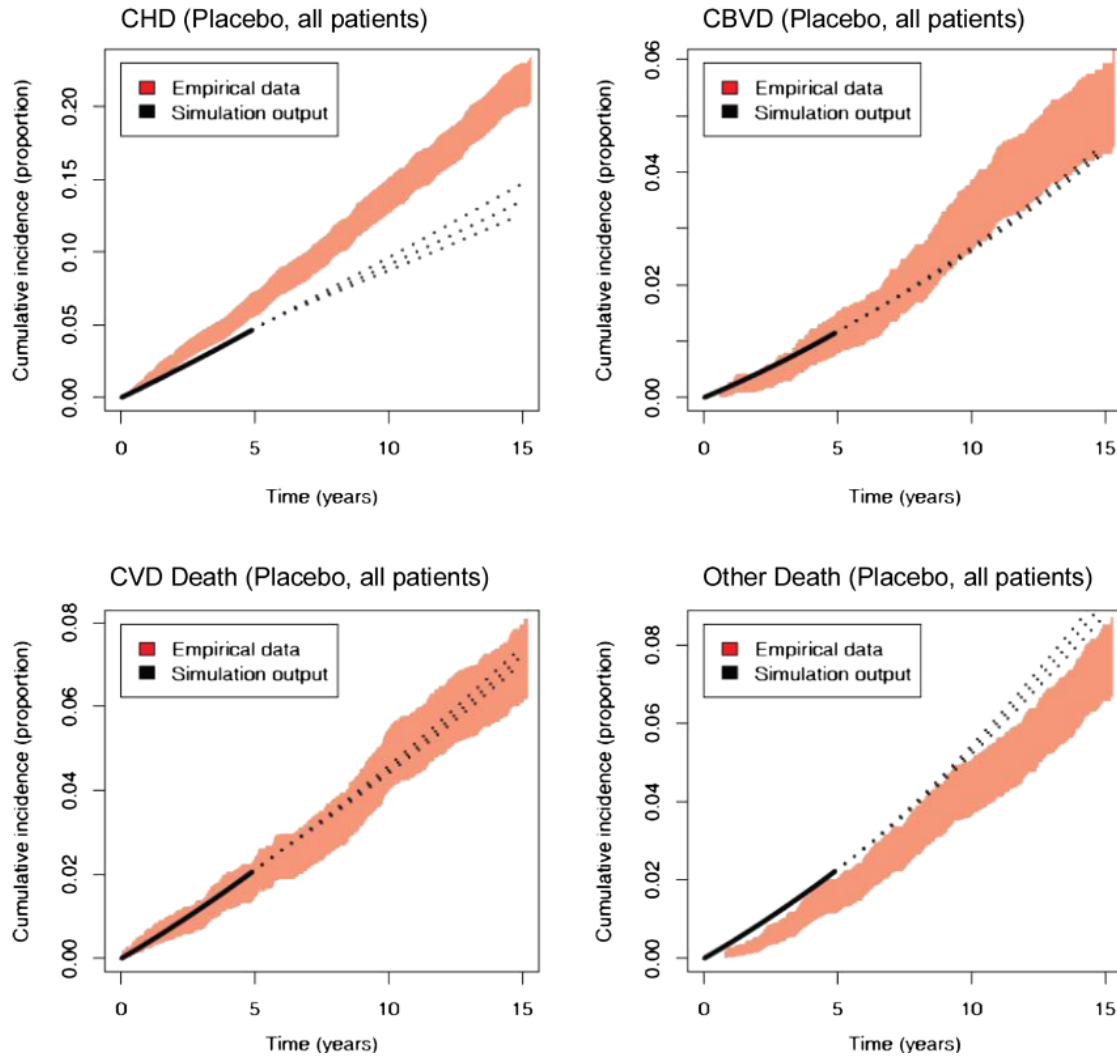 CHD (Placebo, all patients)
Empirical data
Simulation output
Cumulative incidence (proportion)
0.00
0.05
0.10
0.15
0.20
0 5 10 15
Time (years)
CBVD (Placebo, all patients)
Empirical data
Simulation output
Cumulative incidence (proportion)
0.00
0.02
0.04
0.06
0 5 10 15
Time (years)
CVD Death (Placebo, all patients)
Empirical data
Simulation output
Cumulative incidence (proportion)
0.00
0.02
0.04
0.06
0.08
0 5 10 15
Time (years)
Other Death (Placebo, all patients)
Empirical data
Simulation output
Cumulative incidence (proportion)
0.00
0.02
0.04
0.06
0.08
0 5 10 15
Time (years)